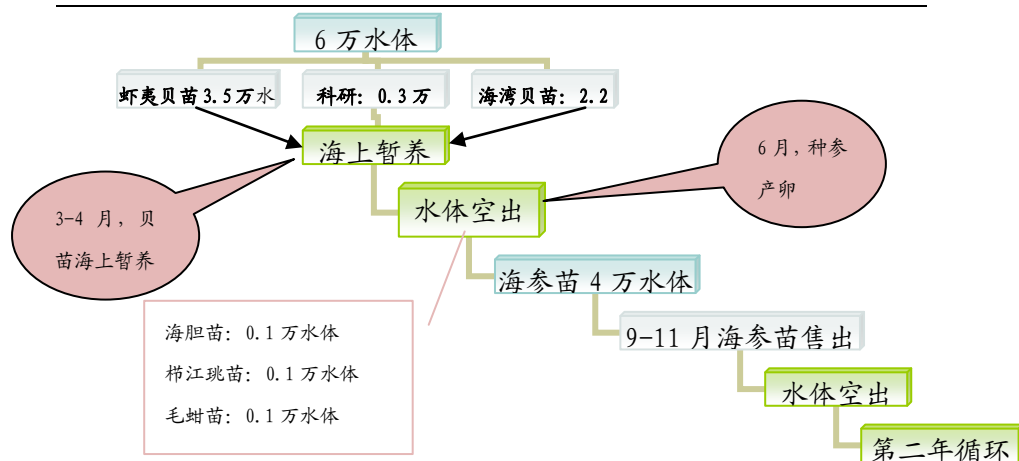 6 万水体
虾夷贝苗 3.5 万水
科研：0.3 万
海湾贝苗：2.2
海上暂养
6 月，种参
产卵
3-4 月，贝
苗海上暂养
水体空出
海参苗 4 万水体
海胆苗：0.1 万水体
栉江珧苗：0.1 万水体
毛蚶苗：0.1 万水体
9-11 月海参苗售出
水体空出
第二年循环